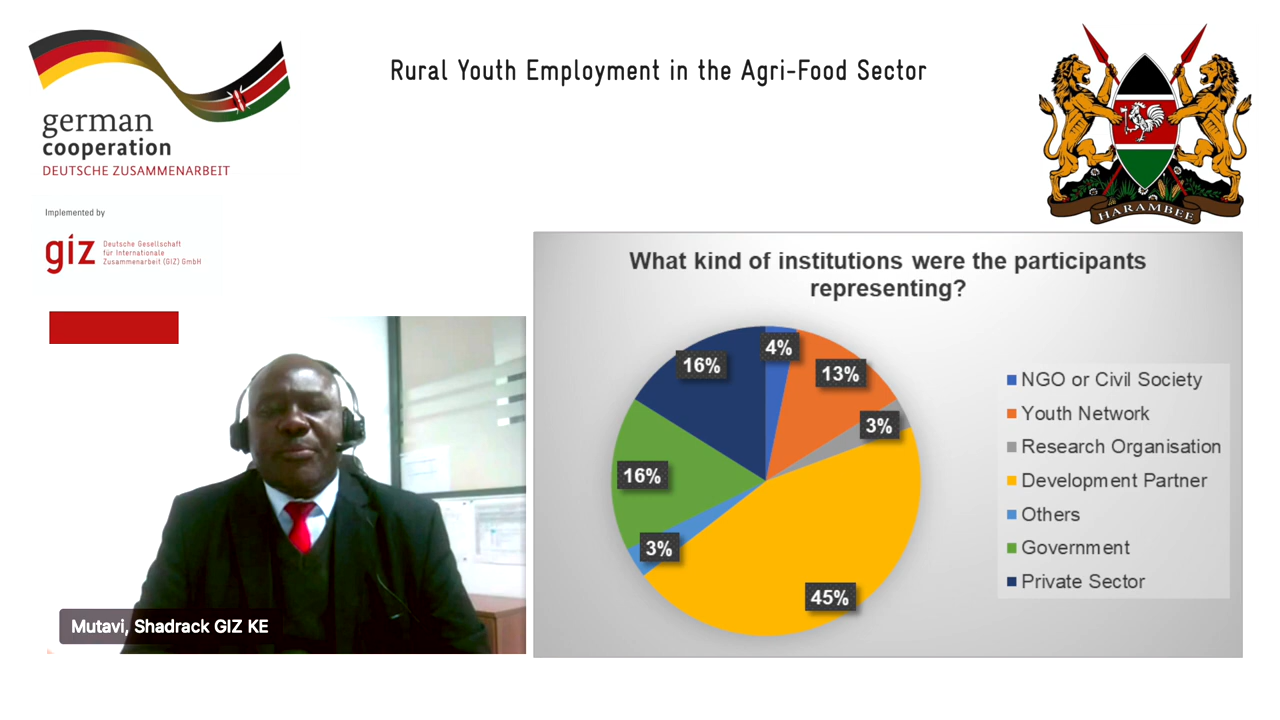 Rural Youth Employment in the Agri-Food Sector
german
cooperation
DEUTSCHE ZUSAMMENARBEIT
Implemented by
giz
Deutsche Gesellschaft
für Internationale
Zusammenarbeit (GIZ) GmbH
HARAMBEE
What kind of institutions were the participants
representing?
4%
13%
3%
45%
3%
16%
16%
NGO or Civil Society
Youth Network
Research Organisation
Development Partner
Others
Government
Private Sector
Mutavi, Shadrack GIZ KE